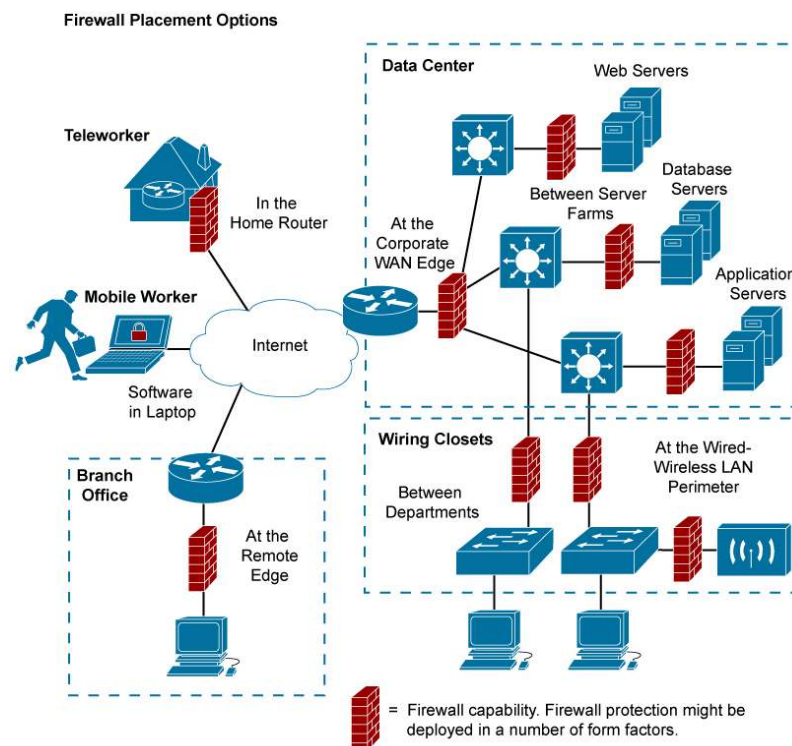 Firewall Placement Options
Data Center
Web Servers
Teleworker
Database
Servers
In the
Home Router
Between Server
Farms
At the
Corporate
WAN Edge
Application
Servers
Mobile Worker
Internet
Software
in Laptop
Wiring Closets
At the Wired-
Wireless LAN
Perimeter
Branch
Office
Between
Departments
At the
Remote
Edge
= Firewall capability. Firewall protection might be
deployed in a number of form factors.